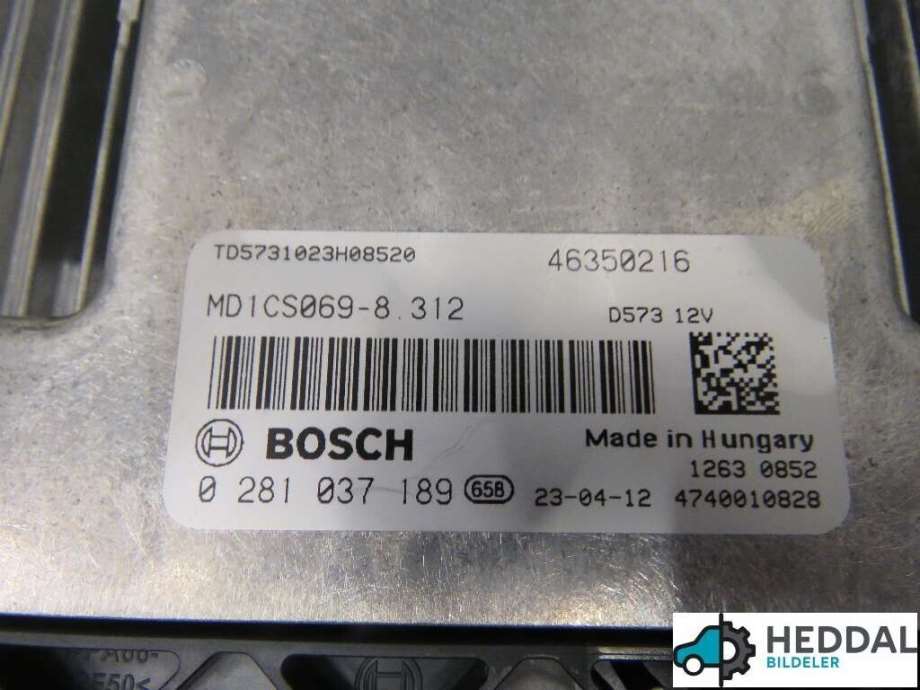 TD5731023H08520 46350216
MD1CS069-8.312 D573 12V
BOSCH Made in Hungary
1263 0852
0 281 037 189 658 23-04-12 4740010828
HEDDAL
BILDELER